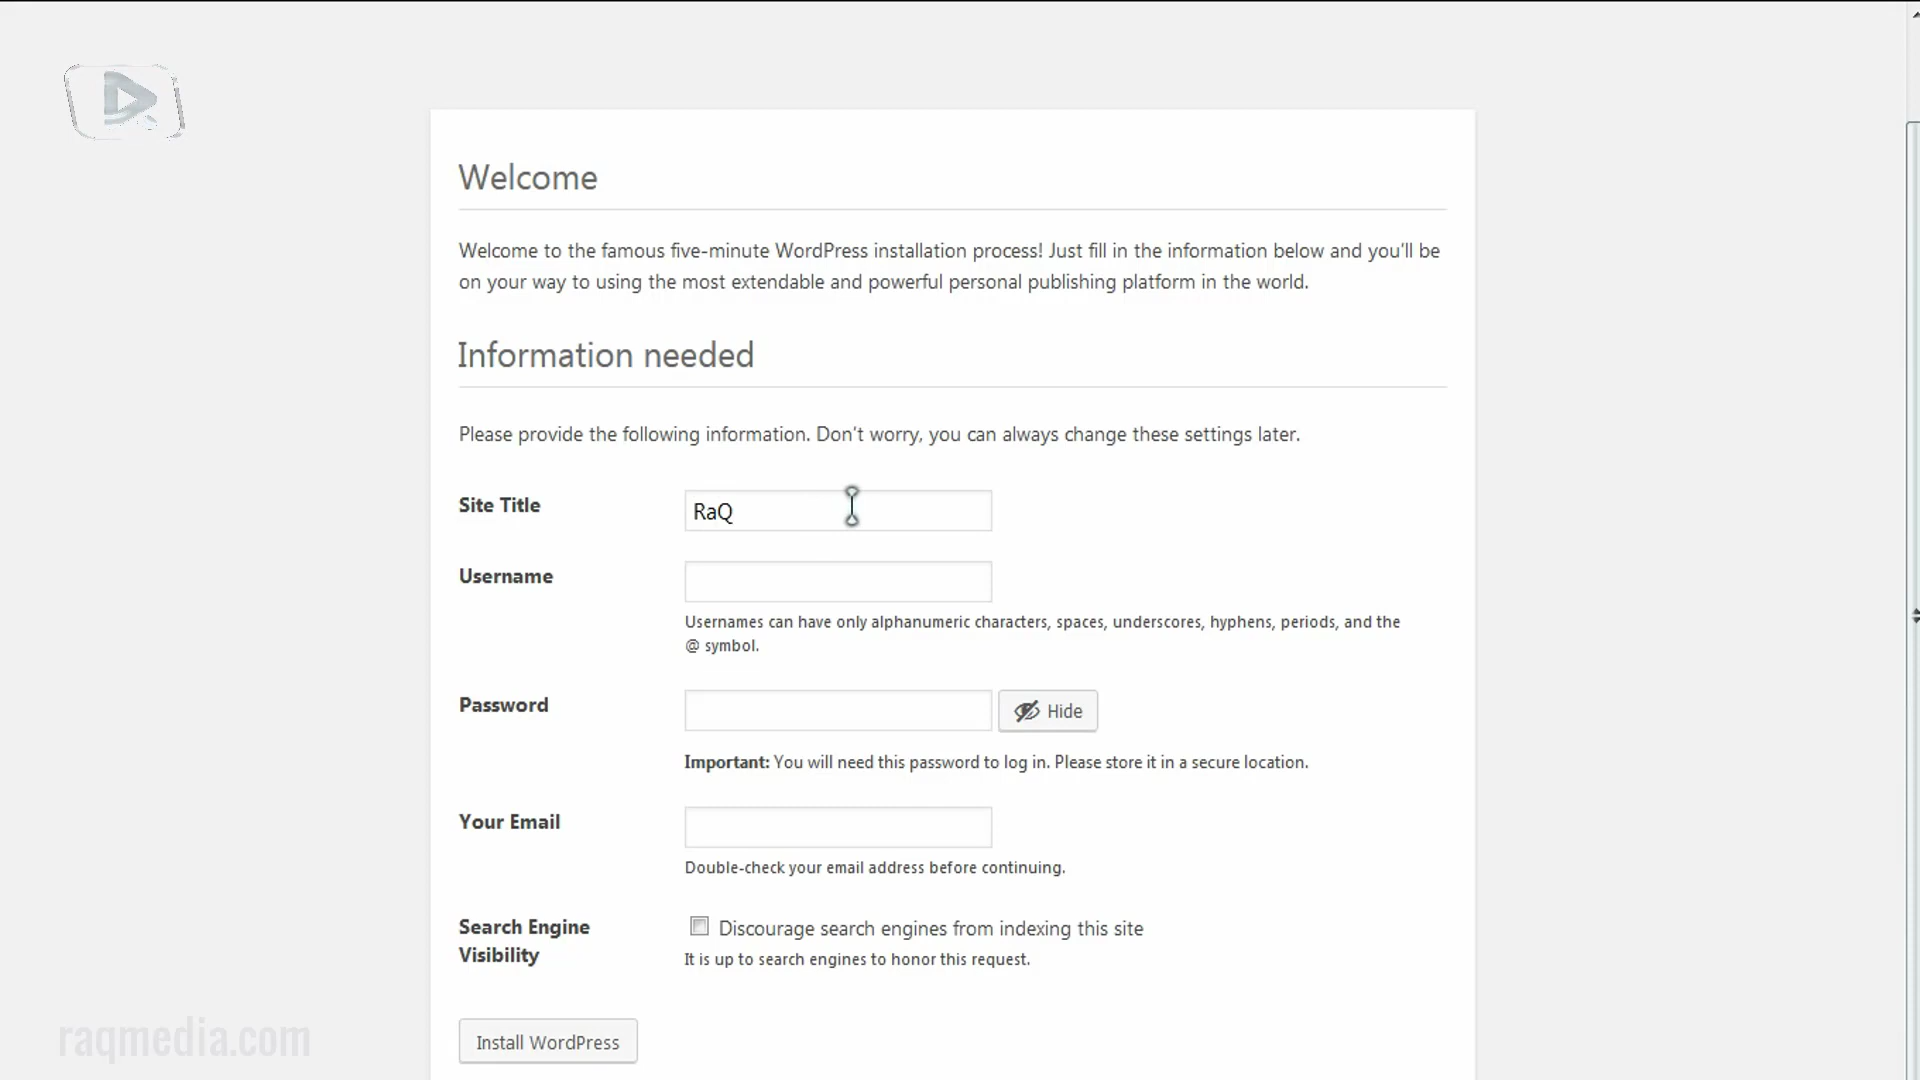 Welcome
Welcome to the famous five-minute WordPress installation process! Just fill in the information below and you'll be
on your way to using the most extendable and powerful personal publishing platform in the world.
Information needed
Please provide the following information. Don't worry, you can always change these settings later.
Site Title
RaQ
Username
Usernames can have only alphanumeric characters, spaces, underscores, hyphens, periods, and the
@ symbol.
Password
Hide
Important: You will need this password to log in. Please store it in a secure location.
Your Email
Double-check your email address before continuing.
Search Engine
Visibility
Discourage search engines from indexing this site
It is up to search engines to honor this request.
Install WordPress
raqmedia.com